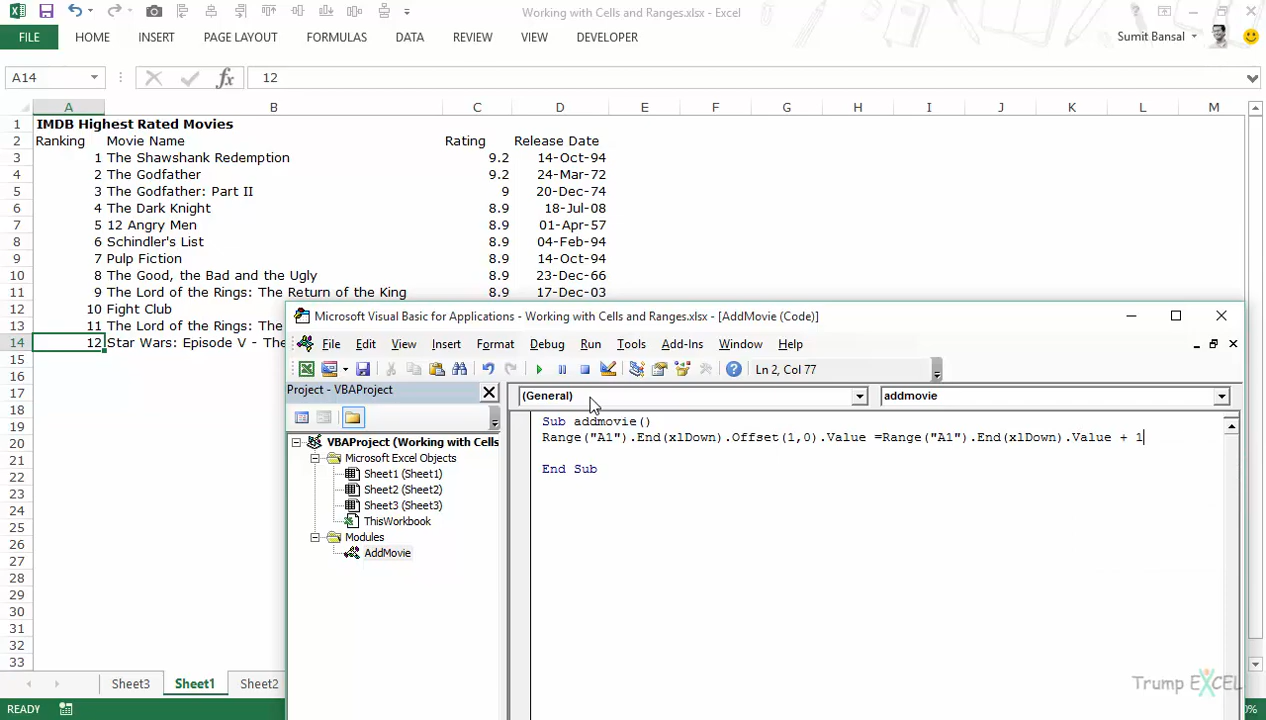 Working with Cells and Ranges.xlsx - Excel
FILE HOME INSERT PAGE LAYOUT FORMULAS DATA REVIEW VIEW DEVELOPER Sumit Bansal
A14 fx 12
A B C D E F G H I J K L M
1 IMDB Highest Rated Movies
2 Ranking Movie Name Rating Release Date
3 1 The Shawshank Redemption 9.2 14-Oct-94
4 2 The Godfather 9.2 24-Mar-72
5 3 The Godfather: Part II 9 20-Dec-74
6 4 The Dark Knight 8.9 18-Jul-08
7 5 12 Angry Men 8.9 01-Apr-57
8 6 Schindler's List 8.9 04-Feb-94
9 7 Pulp Fiction 8.9 14-Oct-94
10 8 The Good, the Bad and the Ugly 8.9 23-Dec-66
11 9 The Lord of the Rings: The Return of the King 8.9 17-Dec-03
12 10 Fight Club
13 11 The Lord of the Rings: The
14 12 Star Wars: Episode V - The
15
16
17
18
19
20
21
22
23
24
25
26
27
28
29
30
31
32
33
Microsoft Visual Basic for Applications - Working with Cells and Ranges.xlsx - [AddMovie (Code)]
File Edit View Insert Format Debug Run Tools Add-Ins Window Help
Ln 2, Col 77
Project - VBAProject
(General) addmovie
VBAProject (Working with Cells
Microsoft Excel Objects
Sheet1 (Sheet1)
Sheet2 (Sheet2)
Sheet3 (Sheet3)
ThisWorkbook
Modules
AddMovie
Sub addmovie()
Range("A1").End(xlDown).Offset(1,0).Value =Range("A1").End(xlDown).Value + 1
End Sub
Sheet3 Sheet1 Sheet2
Trump EXCEL
READY 0%